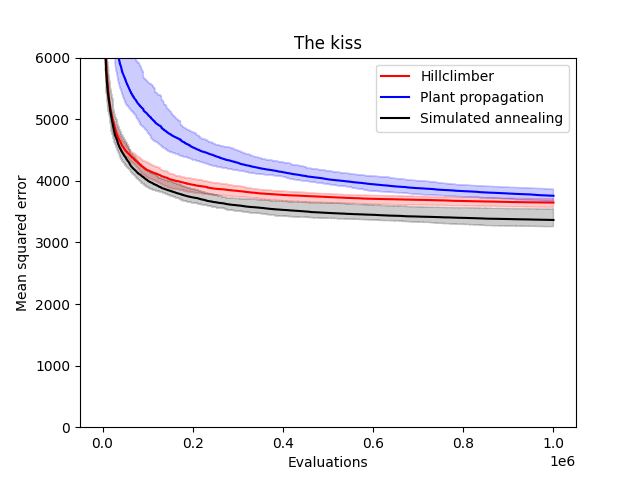 The kiss
Hillclimber
Plant propagation
Simulated annealing
Mean squared error
6000
5000
4000
3000
2000
1000
0
0.0 0.2 0.4 0.6 0.8 1.0
1e6
Evaluations